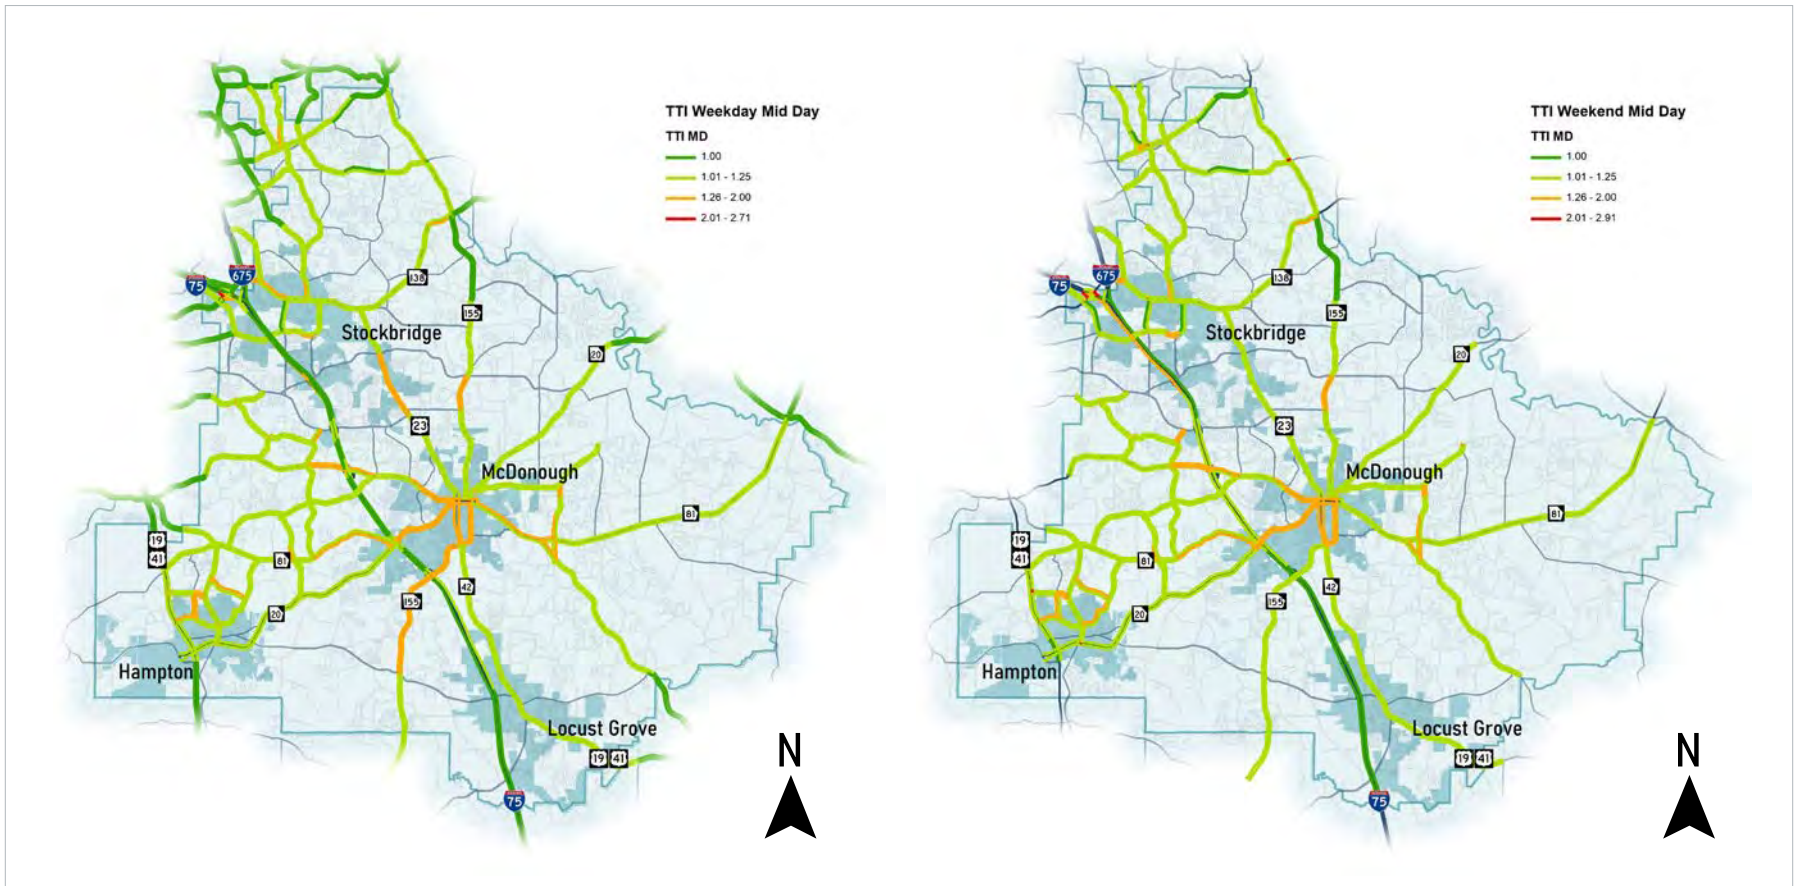 TTI Weekday Mid Day
TTI MD
1.00
1.01 - 1.25
1.26 - 2.00
2.01 - 2.71
75
675
138
155
Stockbridge
20
23
McDonough
81
19
41
81
42
155
20
Hampton
Locust Grove
19 41
75
N
TTI Weekend Mid Day
TTI MD
1.00
1.01 - 1.25
1.26 - 2.00
2.01 - 2.91
75
675
138
155
Stockbridge
20
23
McDonough
81
19
41
81
42
155
20
Hampton
Locust Grove
19 41
75
N